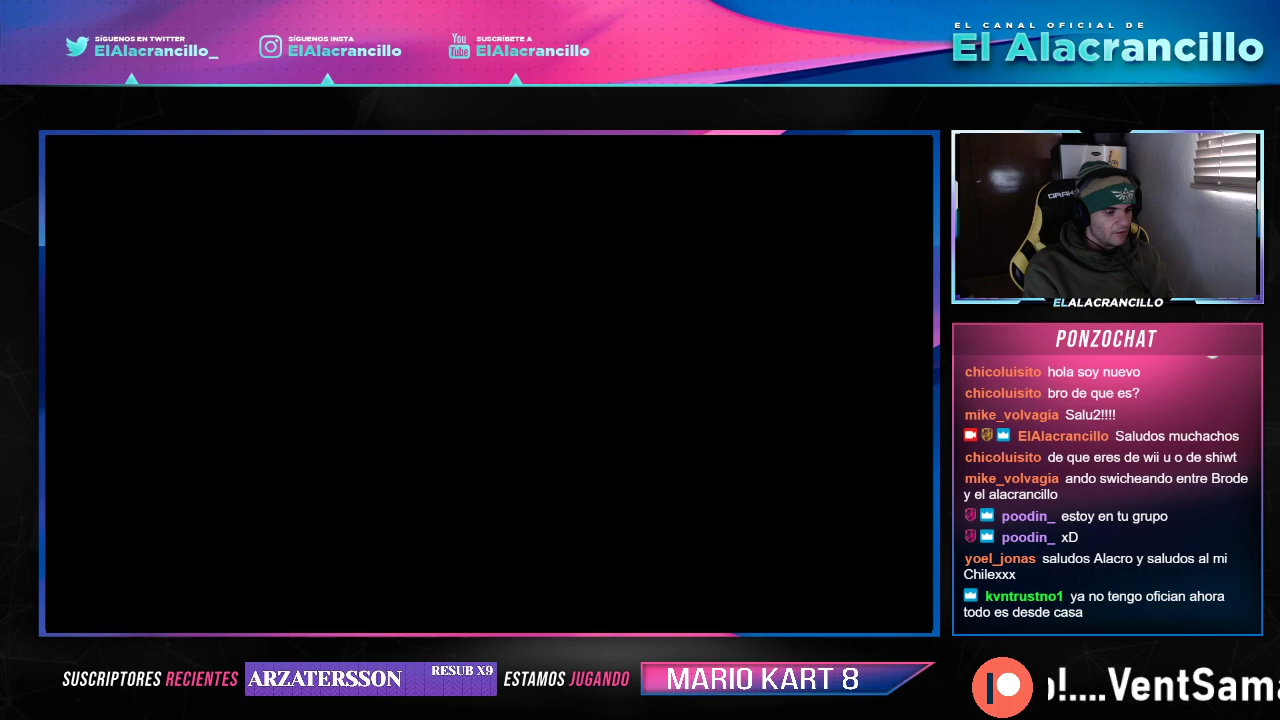 SÍGUENOS EN TWITTER
ElAlacrancillo_
SÍGUENOS INSTA
ElAlacrancillo
You
Tube
SUSCRÍBETE A
ElAlacrancillo
EL CANAL OFICIAL DE
El Alacrancillo
ELALACRANCILLO
PONZOCHAT
chicoluisito hola soy nuevo
chicoluisito bro de que es?
mike_volvagia Salu2!!!!
ElAlacrancillo Saludos muchachos
chicoluisito de que eres de wii u o de shiwt
mike_volvagia ando swicheando entre Brode
y el alacrancillo
poodin_ estoy en tu grupo
poodin_ xD
yoel_jonas saludos Alacro y saludos al mi
Chilexxx
kvntrustno1 ya no tengo ofician ahora
todo es desde casa
SUSCRIPTORES RECIENTES
ARZATERSSON
RESUB X9
ESTAMOS JUGANDO
MARIO KART 8
!....VentSama